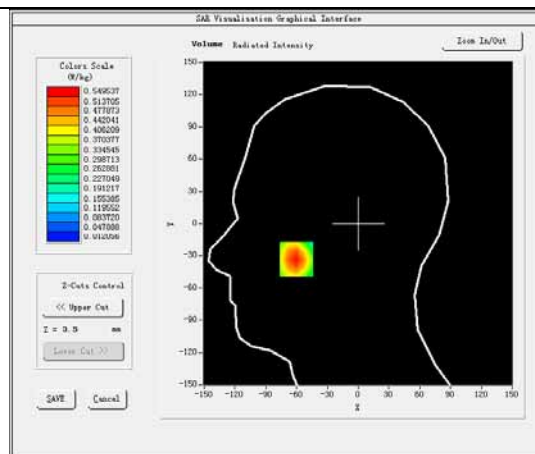 SAR Visualisation Graphical Interface
Volume Radiated Intensity
Zoom In/Out
Colors Scale
(W/kg)
0.549537
0.513705
0.477873
0.442041
0.406209
0.370377
0.334545
0.298713
0.262881
0.227049
0.191217
0.155385
0.119552
0.083720
0.047888
0.012056
Z-Cuts Control
<< Upper Cut
Z = 3.5 mm
Lower Cut >>
SAVE
Cancel
150
120
90
60
30
0
-30
-60
-90
-120
-150
Y
-150 -120 -90 -60 -30 0 30 60 90 120 150
X